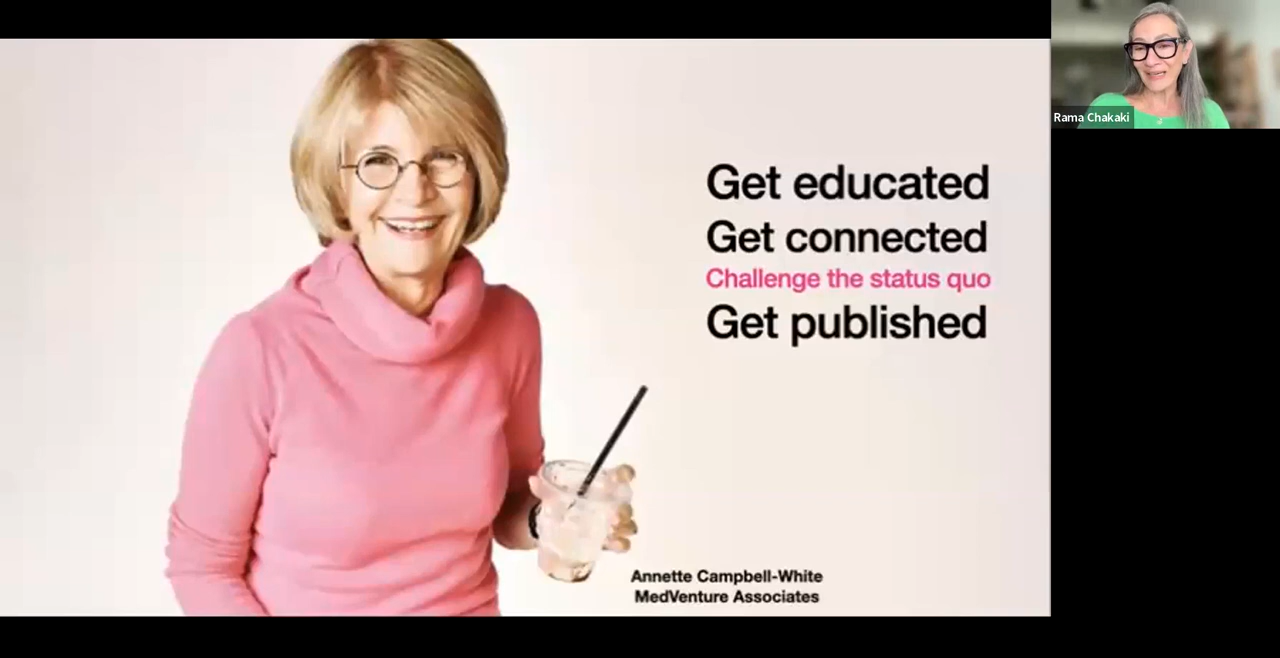 Rama Chakaki
Get educated
Get connected
Challenge the status quo
Get published
Annette Campbell-White
MedVenture Associates